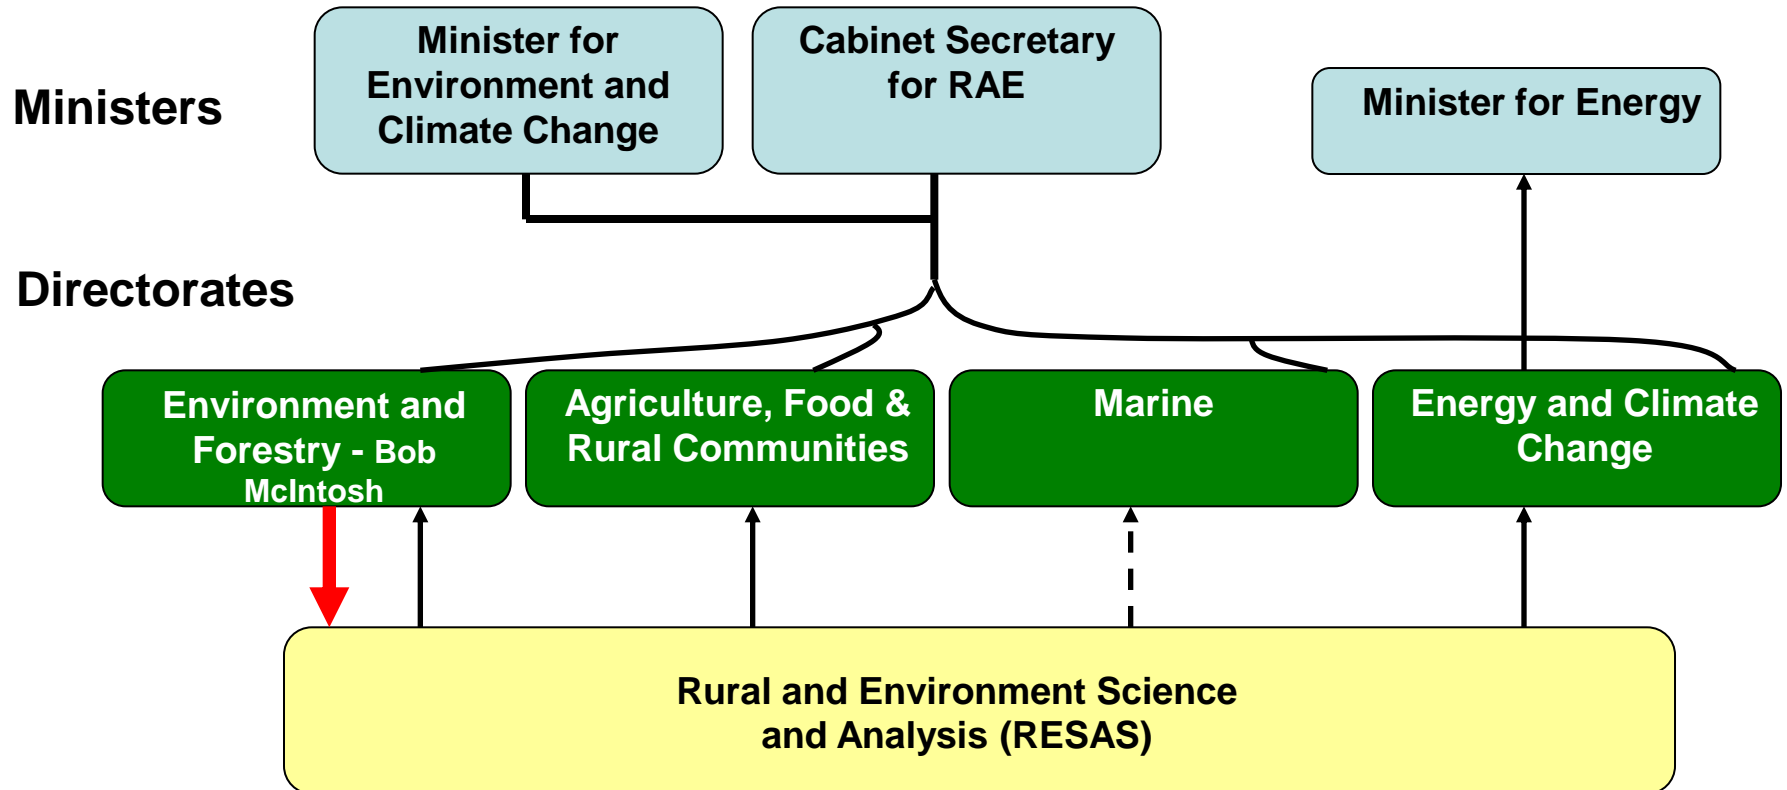 Ministers
Minister for
Environment and
Climate Change
Cabinet Secretary
for RAE
Minister for Energy
Directorates
Environment and
Forestry - Bob
McIntosh
Agriculture, Food &
Rural Communities
Marine
Energy and Climate
Change
Rural and Environment Science
and Analysis (RESAS)